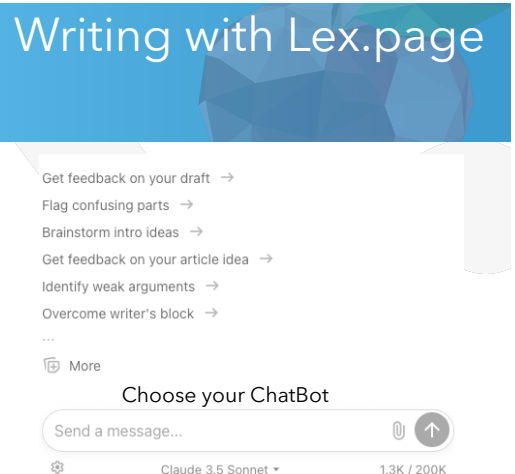 Writing with Lex.page
Get feedback on your draft →
Flag confusing parts →
Brainstorm intro ideas →
Get feedback on your article idea →
Identify weak arguments →
Overcome writer's block →
...
More
Choose your ChatBot
Send a message...
Claude 3.5 Sonnet ▾ 1.3K / 200K